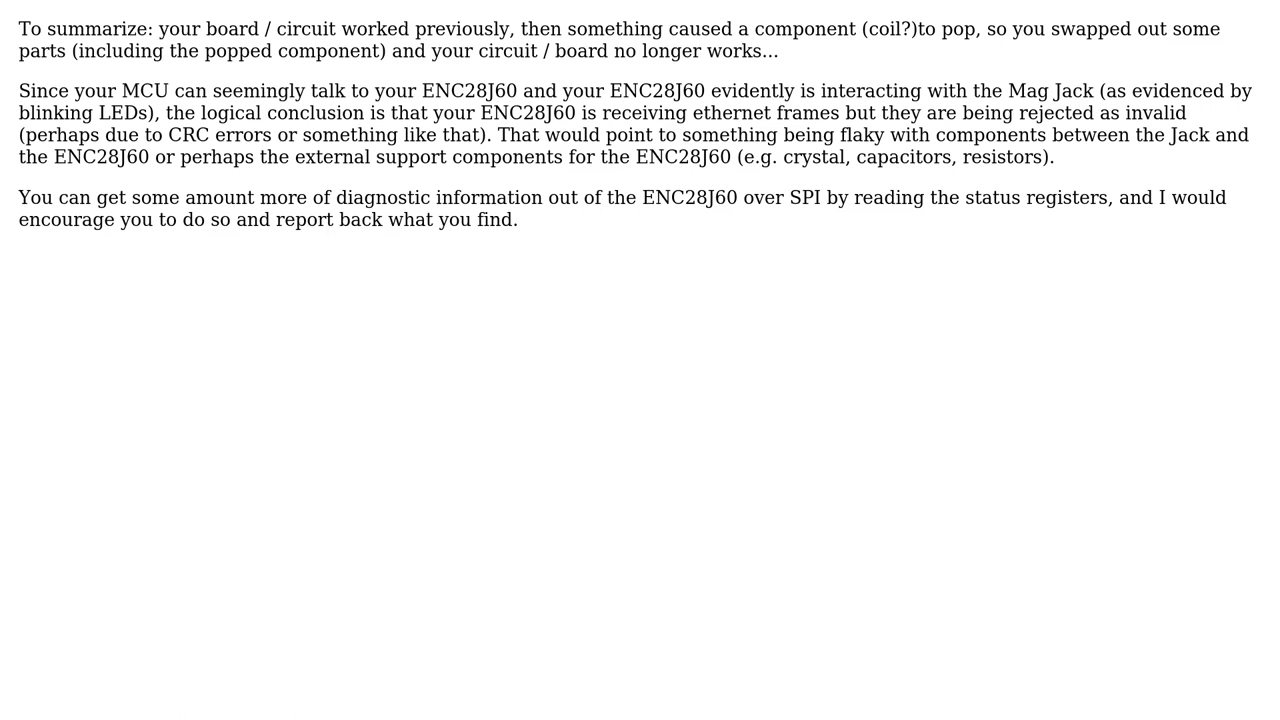 To summarize: your board / circuit worked previously, then something caused a component (coil?)to pop, so you swapped out some
parts (including the popped component) and your circuit / board no longer works...
Since your MCU can seemingly talk to your ENC28J60 and your ENC28J60 evidently is interacting with the Mag Jack (as evidenced by
blinking LEDs), the logical conclusion is that your ENC28J60 is receiving ethernet frames but they are being rejected as invalid
(perhaps due to CRC errors or something like that). That would point to something being flaky with components between the Jack and
the ENC28J60 or perhaps the external support components for the ENC28J60 (e.g. crystal, capacitors, resistors).
You can get some amount more of diagnostic information out of the ENC28J60 over SPI by reading the status registers, and I would
encourage you to do so and report back what you find.